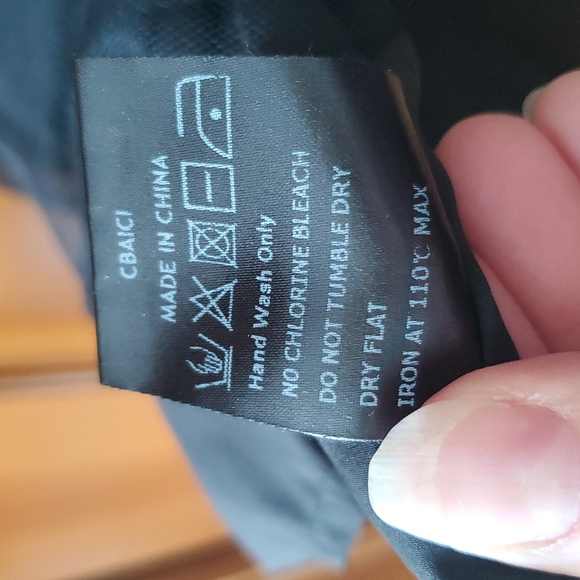 CBAICI
MADE IN CHINA
Hand Wash Only
NO CHLORINE BLEACH
DO NOT TUMBLE DRY
DRY FLAT
IRON AT 110℃ MAX